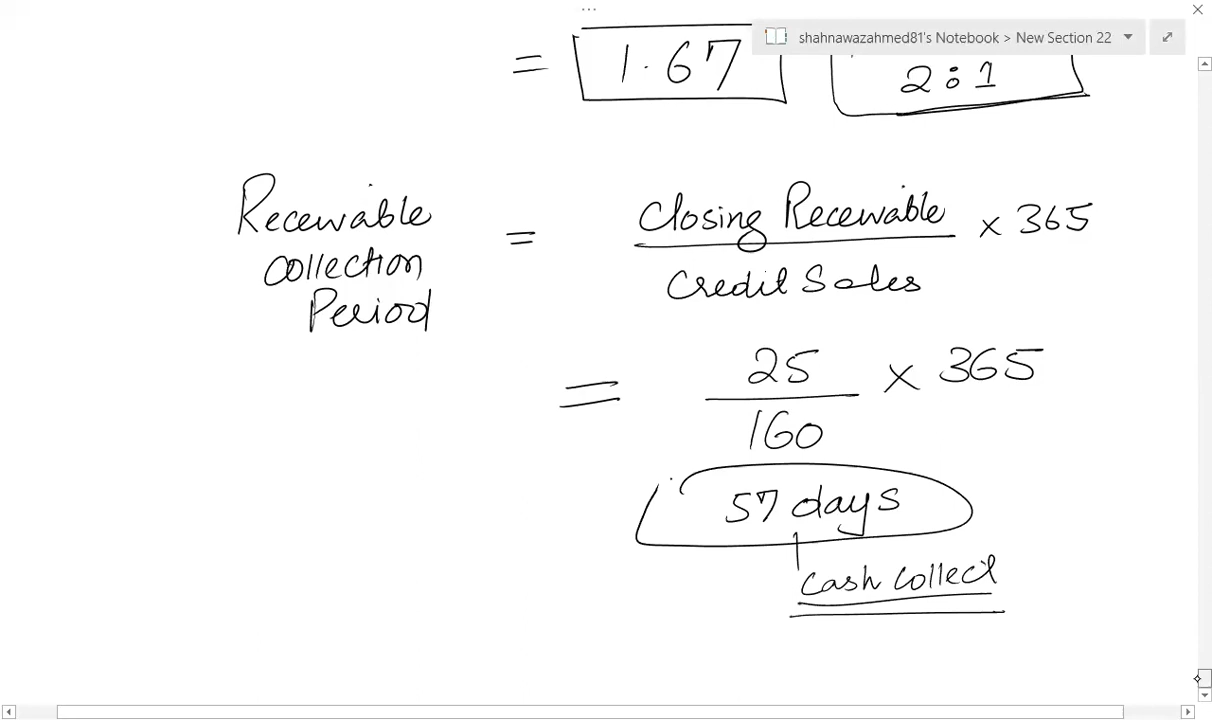 shahnawazahmed81's Notebook > New Section 22
= 1.67 2:1
Receivable
collection
Period
= Closing Receivable × 365
Credit Sales
= 25 × 365
160
57 days
Cash collect